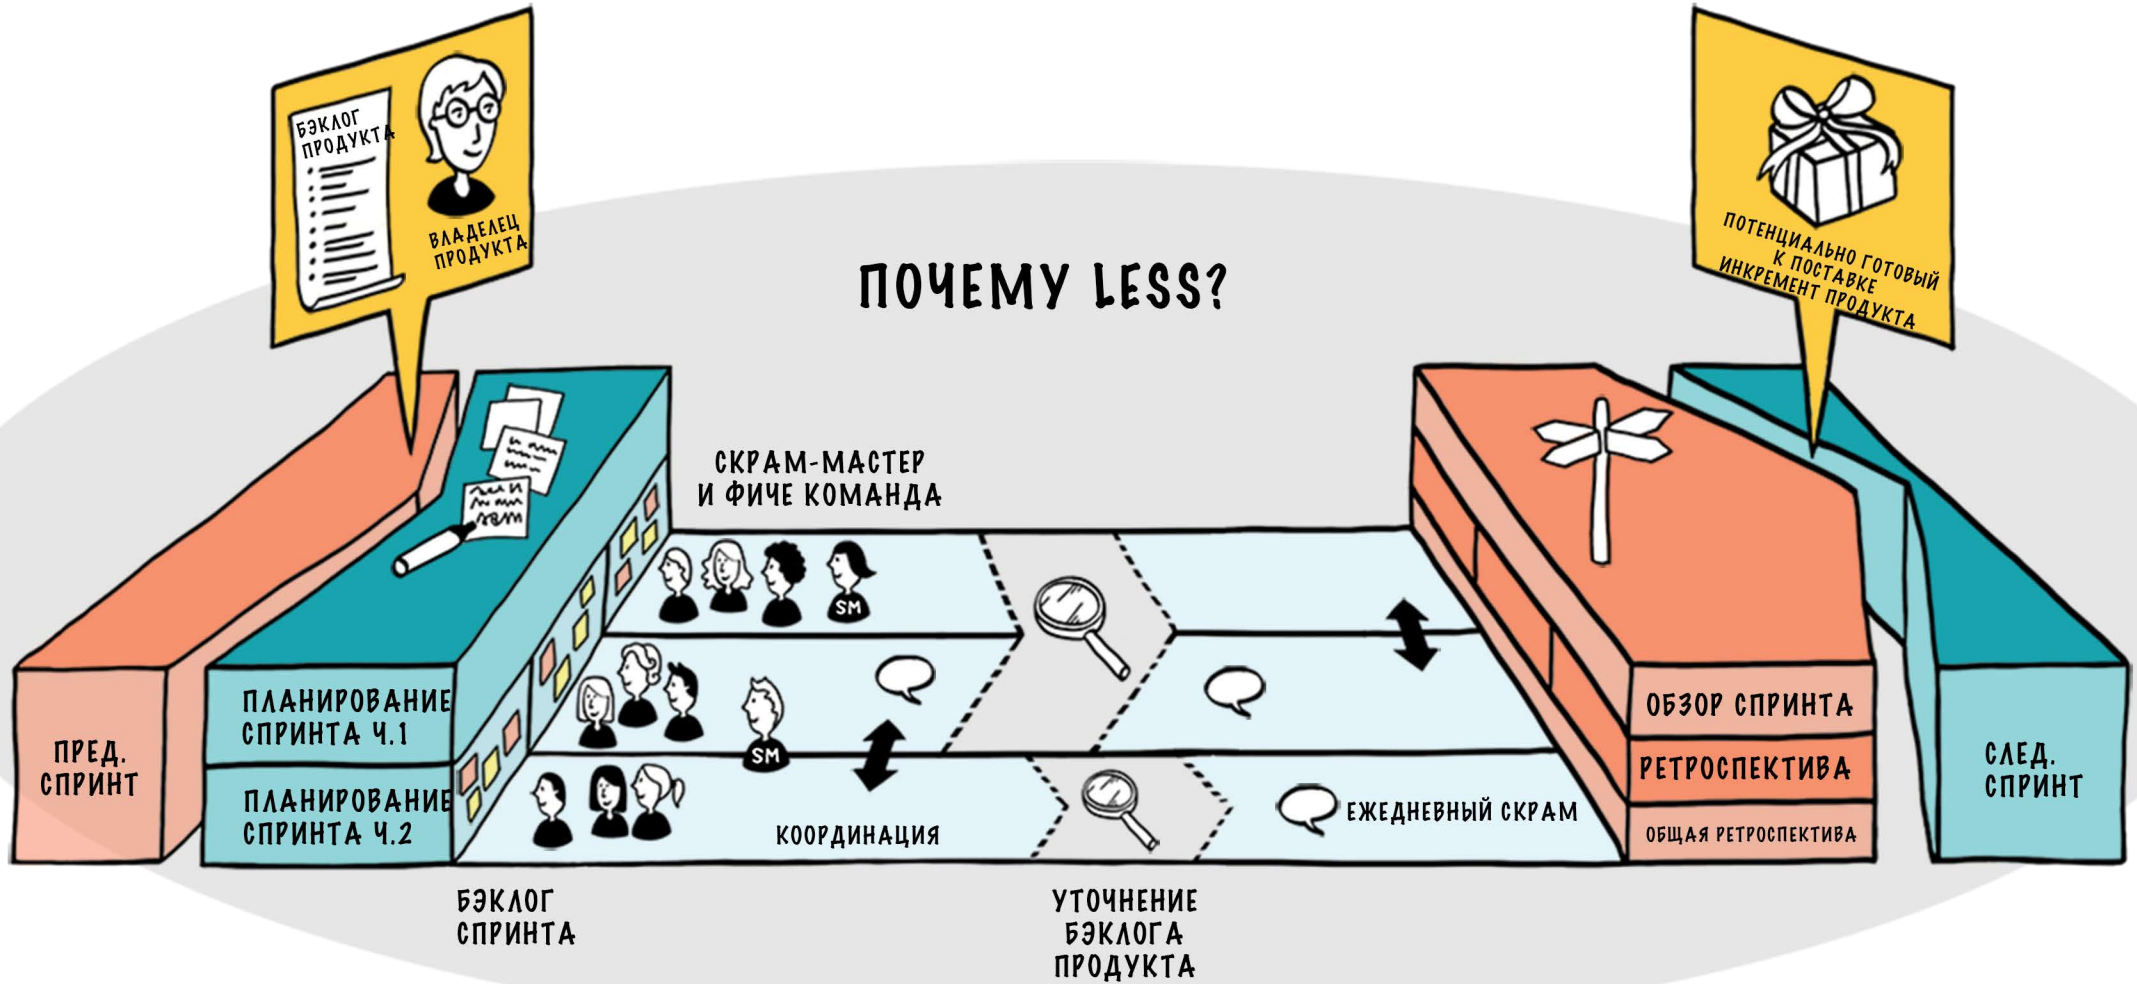 БЭКЛОГ
ПРОДУКТА
ВЛАДЕЛЕЦ
ПРОДУКТА
ПОТЕНЦИАЛЬНО ГОТОВЫЙ
К ПОСТАВКЕ
ИНКРЕМЕНТ ПРОДУКТА
ПОЧЕМУ LESS?
СКРАМ-МАСТЕР
И ФИЧЕ КОМАНДА
SM
SM
ПРЕД.
СПРИНТ
ПЛАНИРОВАНИЕ
СПРИНТА Ч.1
ПЛАНИРОВАНИЕ
СПРИНТА Ч.2
КООРДИНАЦИЯ
ЕЖЕДНЕВНЫЙ СКРАМ
ОБЗОР СПРИНТА
РЕТРОСПЕКТИВА
ОБЩАЯ РЕТРОСПЕКТИВА
СЛЕД.
СПРИНТ
БЭКЛОГ
СПРИНТА
УТОЧНЕНИЕ
БЭКЛОГА
ПРОДУКТА